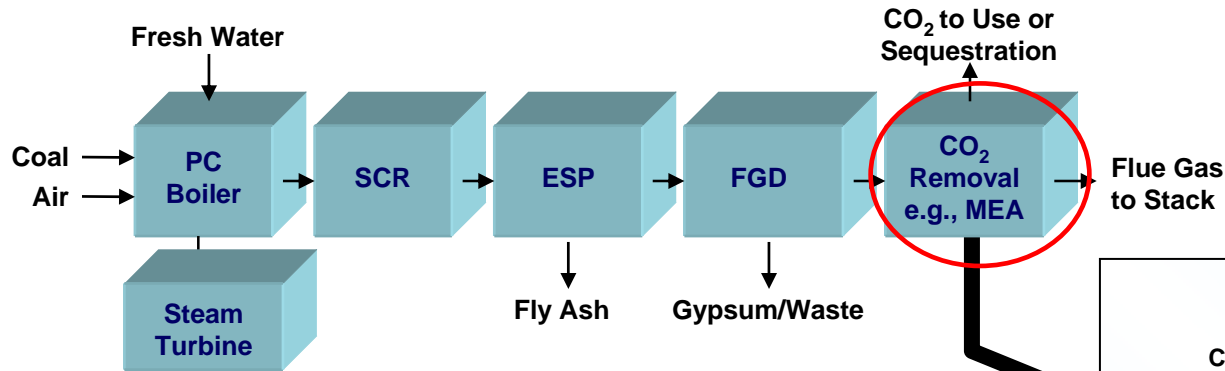 Fresh Water
CO₂ to Use or
Sequestration
Coal
Air
PC
Boiler
SCR
ESP
FGD
CO₂
Removal
e.g., MEA
Flue Gas
to Stack
Steam
Turbine
Fly Ash
Gypsum/Waste
C